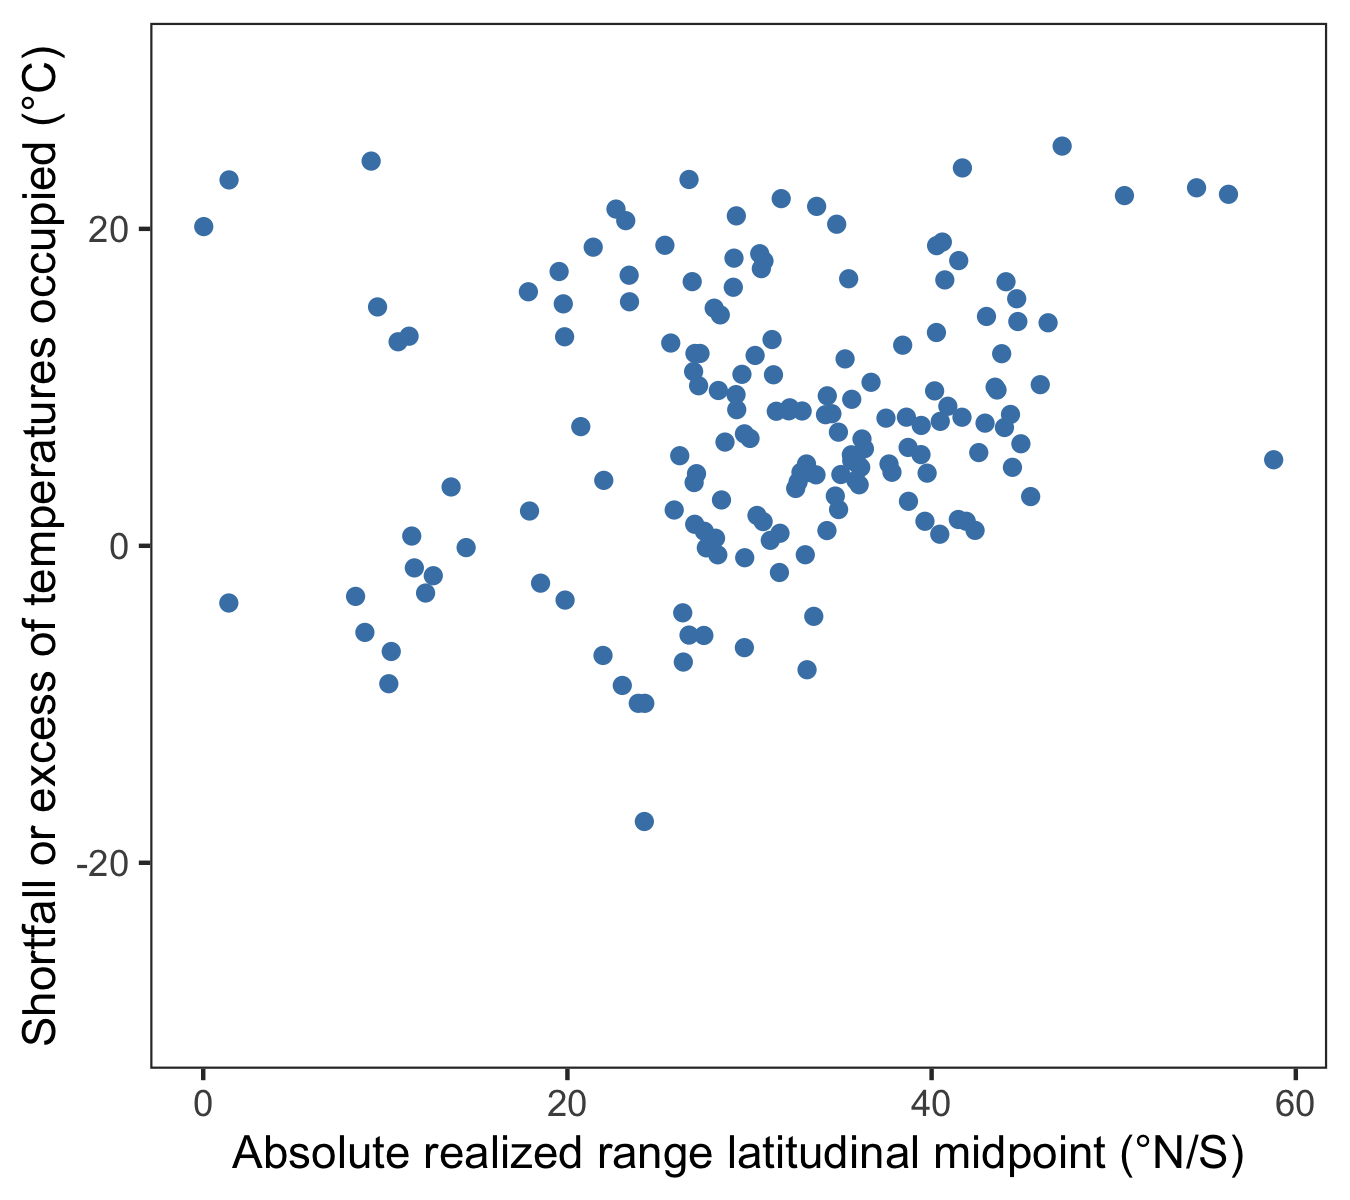 Shortfall or excess of temperatures occupied (°C)
20
0
-20
0 20 40 60
Absolute realized range latitudinal midpoint (°N/S)